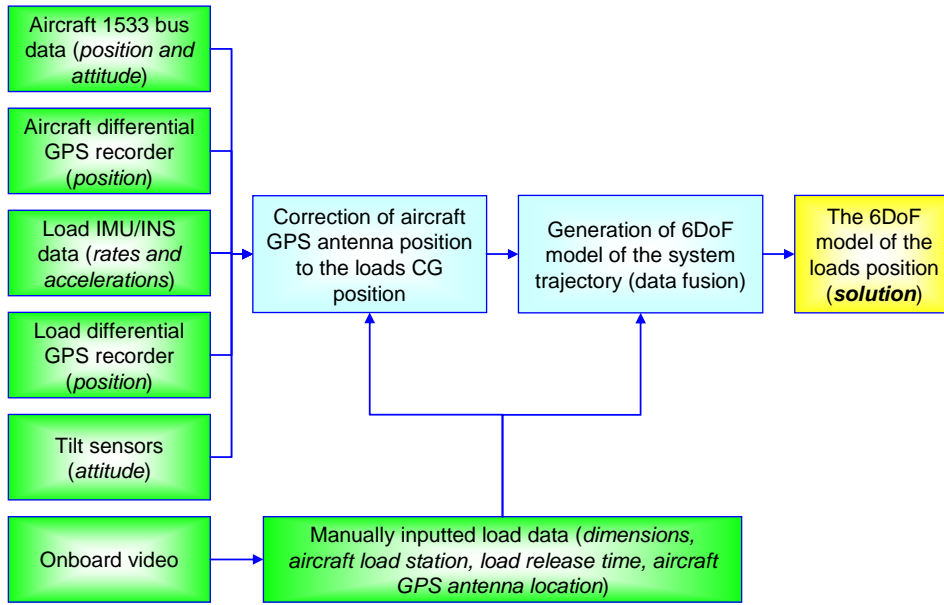 Aircraft 1533 bus
data (position and
attitude)
Aircraft differential
GPS recorder
(position)
Load IMU/INS
data (rates and
accelerations)
Load differential
GPS recorder
(position)
Tilt sensors
(attitude)
Onboard video
Correction of aircraft
GPS antenna position
to the loads CG
position
Generation of 6DoF
model of the system
trajectory (data fusion)
The 6DoF
model of the
loads position
(solution)
Manually inputted load data (dimensions,
aircraft load station, load release time, aircraft
GPS antenna location)